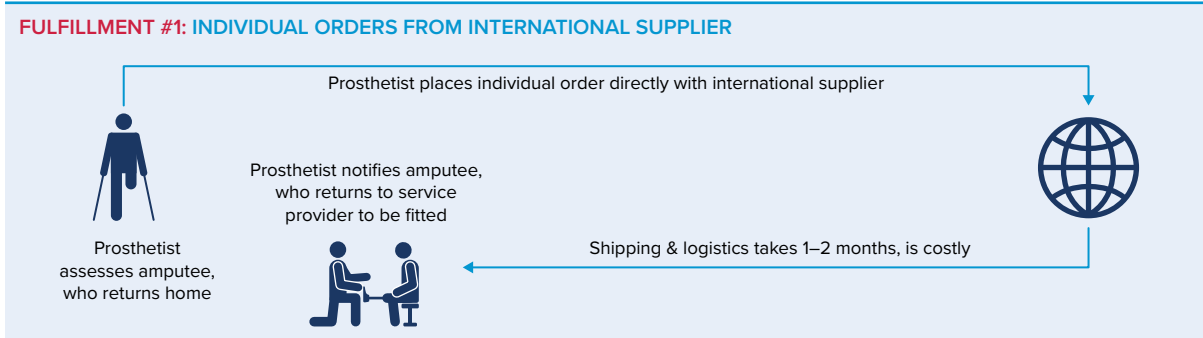 FULFILLMENT #1: INDIVIDUAL ORDERS FROM INTERNATIONAL SUPPLIER
Prosthetist places individual order directly with international supplier
Prosthetist notifies amputee,
who returns to service
provider to be fitted
Prosthetist
assesses amputee,
who returns home
Shipping & logistics takes 1–2 months, is costly